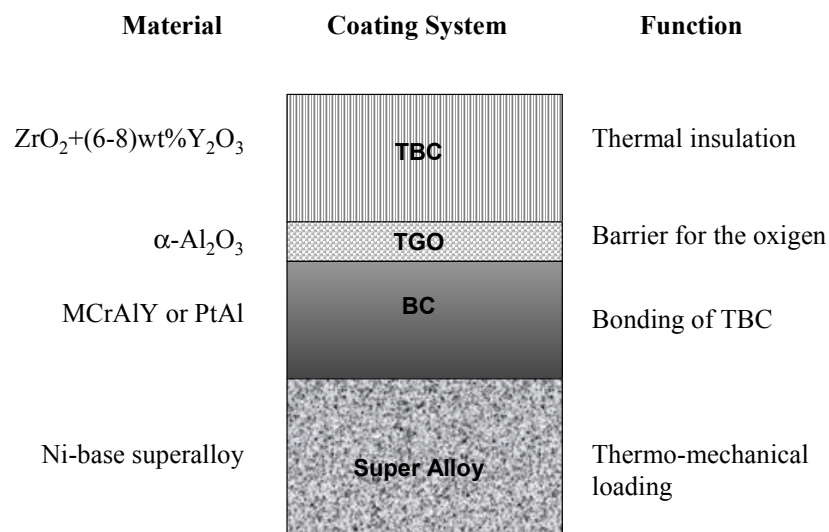 Material Coating System Function
ZrO₂+(6-8)wt%Y₂O₃ TBC Thermal insulation
α-Al₂O₃ TGO Barrier for the oxigen
MCrAlY or PtAl BC Bonding of TBC
Ni-base superalloy Super Alloy Thermo-mechanical
loading